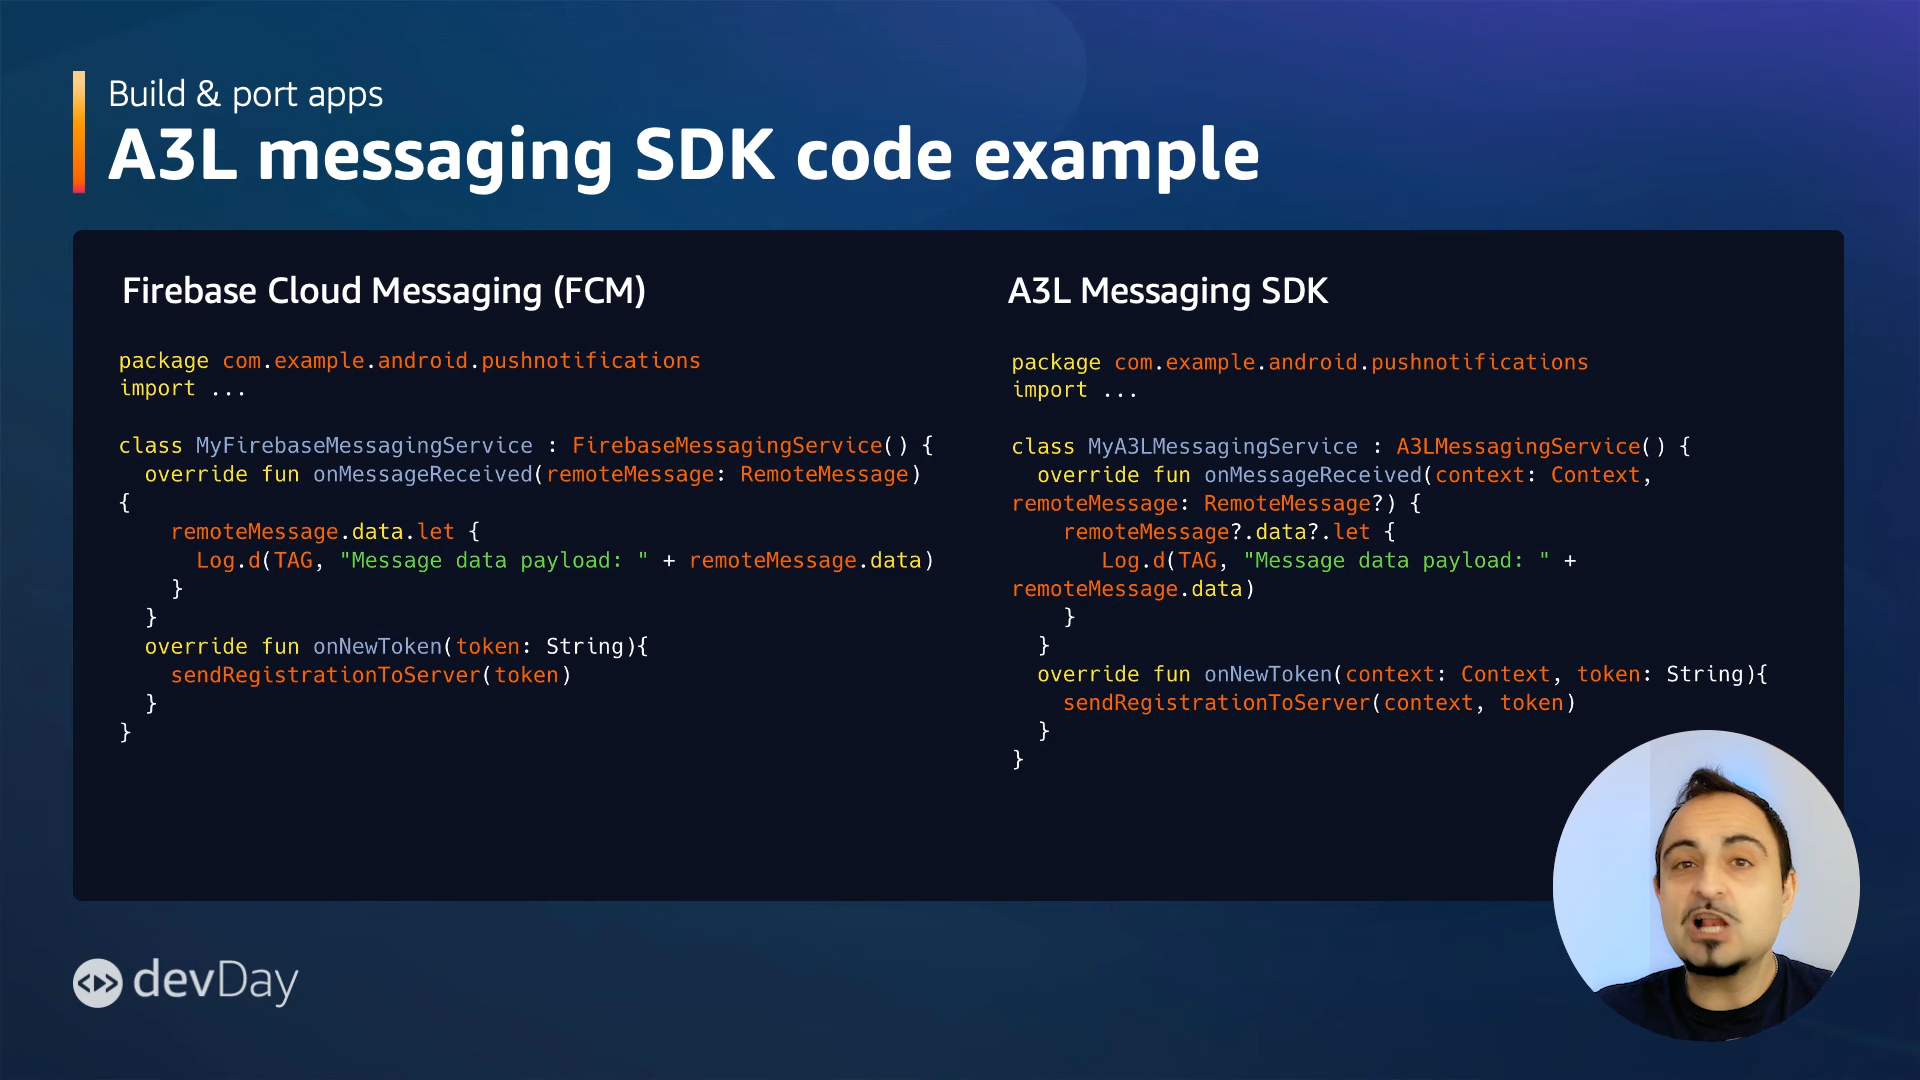 Build & port apps
A3L messaging SDK code example
Firebase Cloud Messaging (FCM)
package com.example.android.pushnotifications
import ...
class MyFirebaseMessagingService : FirebaseMessagingService() {
  override fun onMessageReceived(remoteMessage: RemoteMessage)
{
    remoteMessage.data.let {
      Log.d(TAG, "Message data payload: " + remoteMessage.data)
    }
  }
  override fun onNewToken(token: String){
    sendRegistrationToServer(token)
  }
}
A3L Messaging SDK
package com.example.android.pushnotifications
import ...
class MyA3LMessagingService : A3LMessagingService() {
  override fun onMessageReceived(context: Context,
remoteMessage: RemoteMessage?) {
    remoteMessage?.data?.let {
       Log.d(TAG, "Message data payload: " +
remoteMessage.data)
    }
  }
  override fun onNewToken(context: Context, token: String){
    sendRegistrationToServer(context, token)
  }
}
devDay